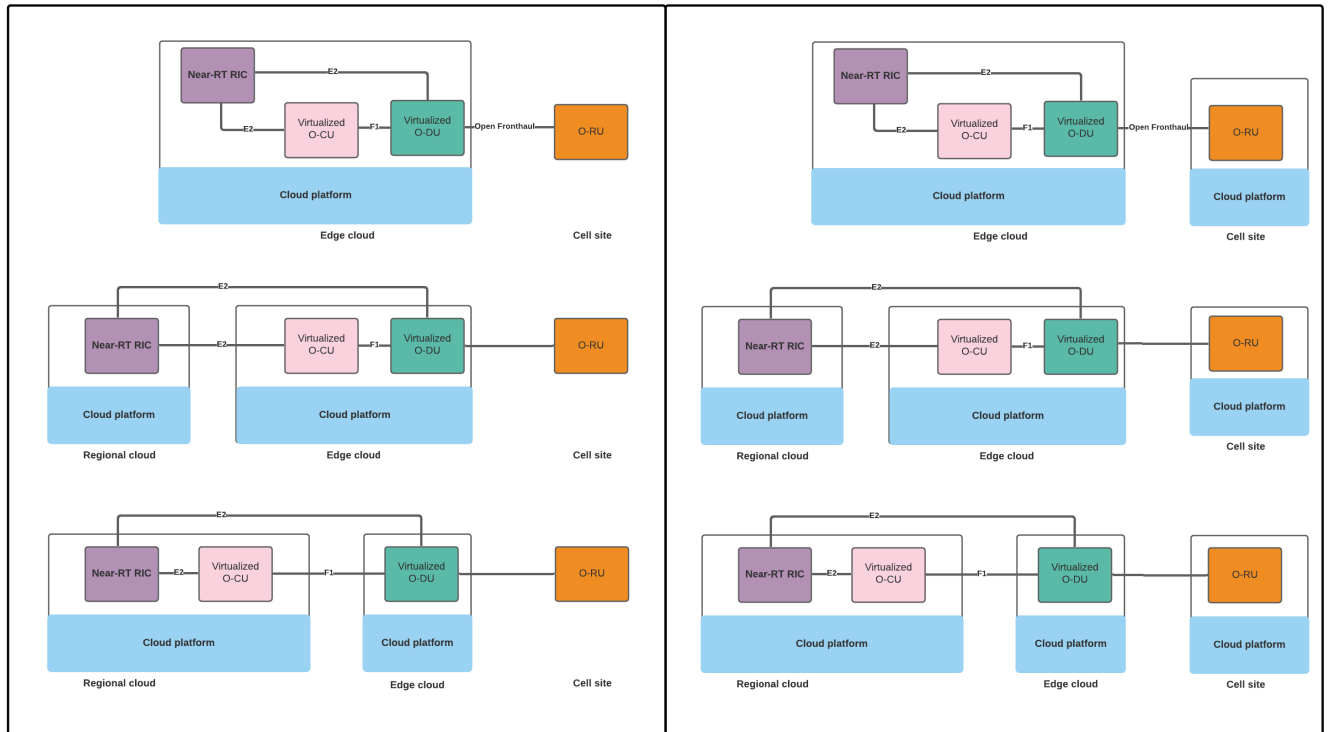 Near-RT RIC
E2
E2
Virtualized
O-CU
F1
Virtualized
O-DU
Open Fronthaul
O-RU
Cloud platform
Edge cloud
Cell site
E2
Near-RT RIC
E2
Virtualized
O-CU
F1
Virtualized
O-DU
O-RU
Cloud platform
Cloud platform
Regional cloud
Edge cloud
Cell site
E2
Near-RT RIC
E2
Virtualized
O-CU
F1
Virtualized
O-DU
O-RU
Cloud platform
Cloud platform
Regional cloud
Edge cloud
Cell site
Near-RT RIC
E2
E2
Virtualized
O-CU
F1
Virtualized
O-DU
Open Fronthaul
O-RU
Cloud platform
Cloud platform
Edge cloud
Cell site
E2
Near-RT RIC
E2
Virtualized
O-CU
F1
Virtualized
O-DU
O-RU
Cloud platform
Cloud platform
Cloud platform
Regional cloud
Edge cloud
Cell site
E2
Near-RT RIC
E2
Virtualized
O-CU
F1
Virtualized
O-DU
O-RU
Cloud platform
Cloud platform
Cloud platform
Regional cloud
Edge cloud
Cell site